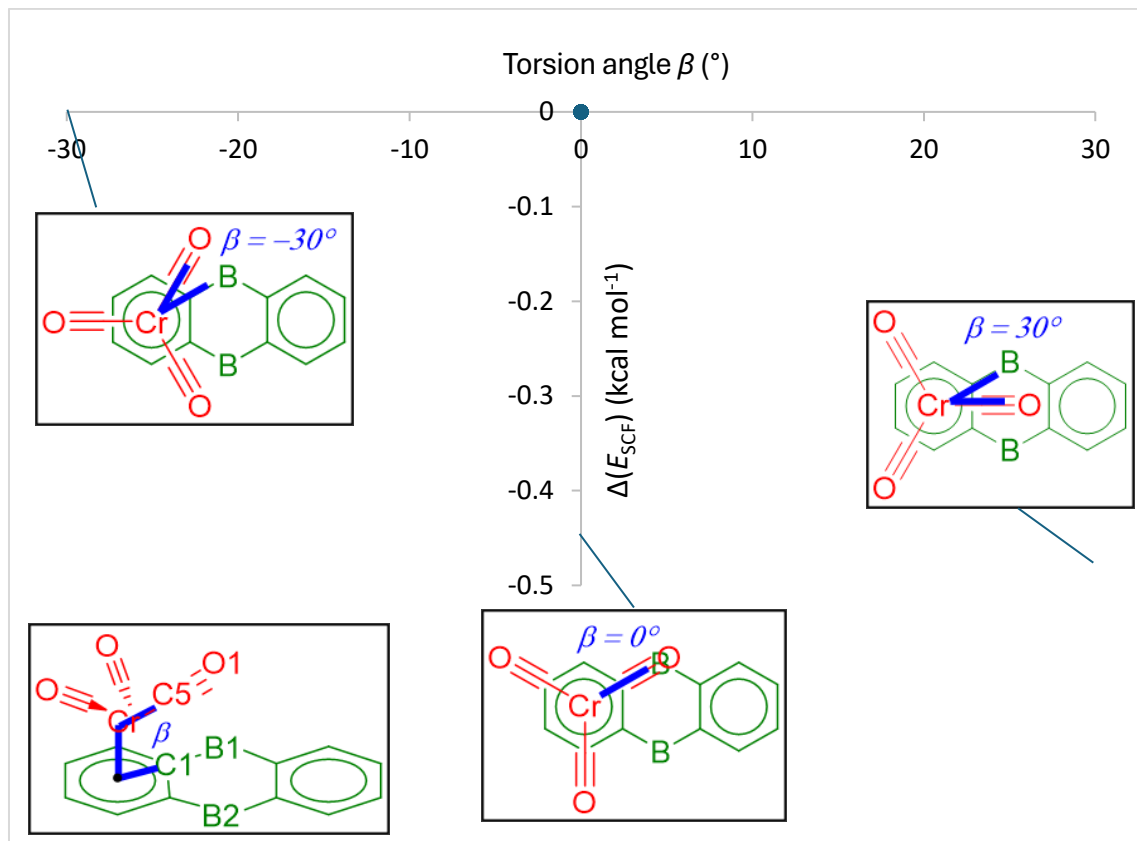 Torsion angle β (°)
0
-30 -20 -10 0 10 20 30
-0.1
-0.2
-0.3
-0.4
-0.5
Δ(E_SCF) (kcal mol⁻¹)
β = −30°
O
B
O Cr
B
O
β = 30°
O
B
Cr O
B
O
β = 0°
O B O
Cr
B
O
O
O C5 O1
Cr
β
C1 B1
B2